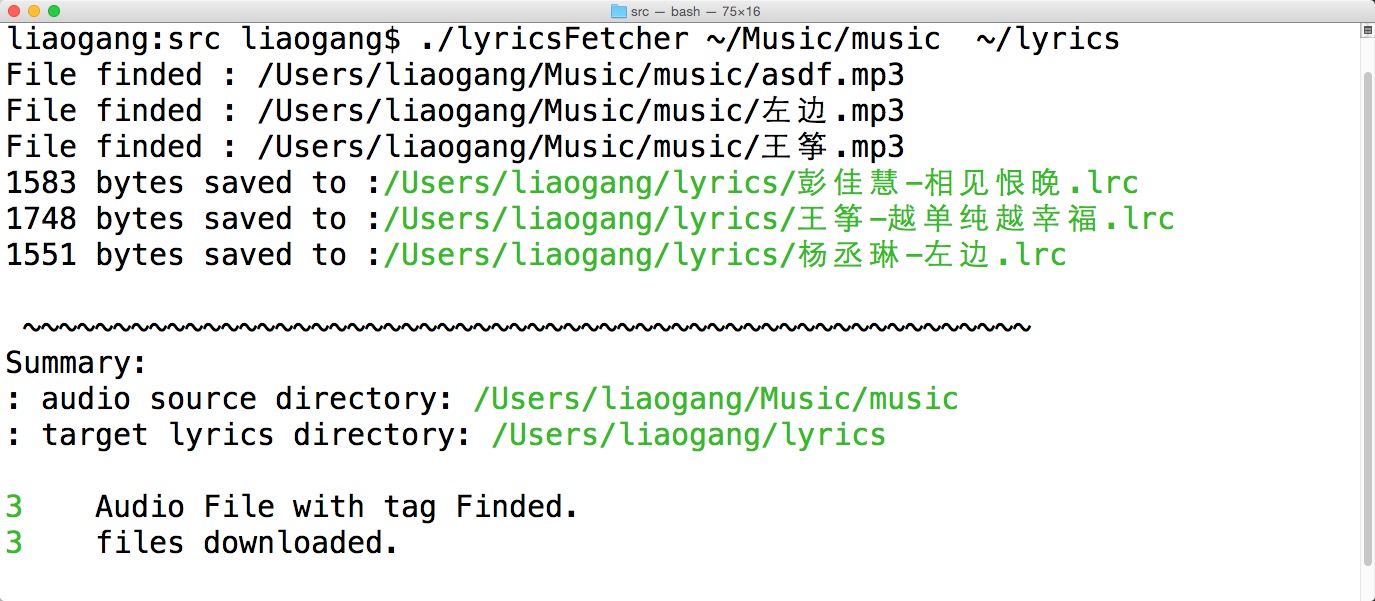 src — bash — 75×16
liaogang:src liaogang$ ./lyricsFetcher ~/Music/music  ~/lyrics
File finded : /Users/liaogang/Music/music/asdf.mp3
File finded : /Users/liaogang/Music/music/左边.mp3
File finded : /Users/liaogang/Music/music/王筝.mp3
1583 bytes saved to :/Users/liaogang/lyrics/彭佳慧-相见恨晚.lrc
1748 bytes saved to :/Users/liaogang/lyrics/王筝-越单纯越幸福.lrc
1551 bytes saved to :/Users/liaogang/lyrics/杨丞琳-左边.lrc
~~~~~~~~~~~~~~~~~~~~~~~~~~~~~~~~~~~~~~~~~~~~~~~~~~~~~~~~
Summary:
: audio source directory: /Users/liaogang/Music/music
: target lyrics directory: /Users/liaogang/lyrics
3    Audio File with tag Finded.
3    files downloaded.